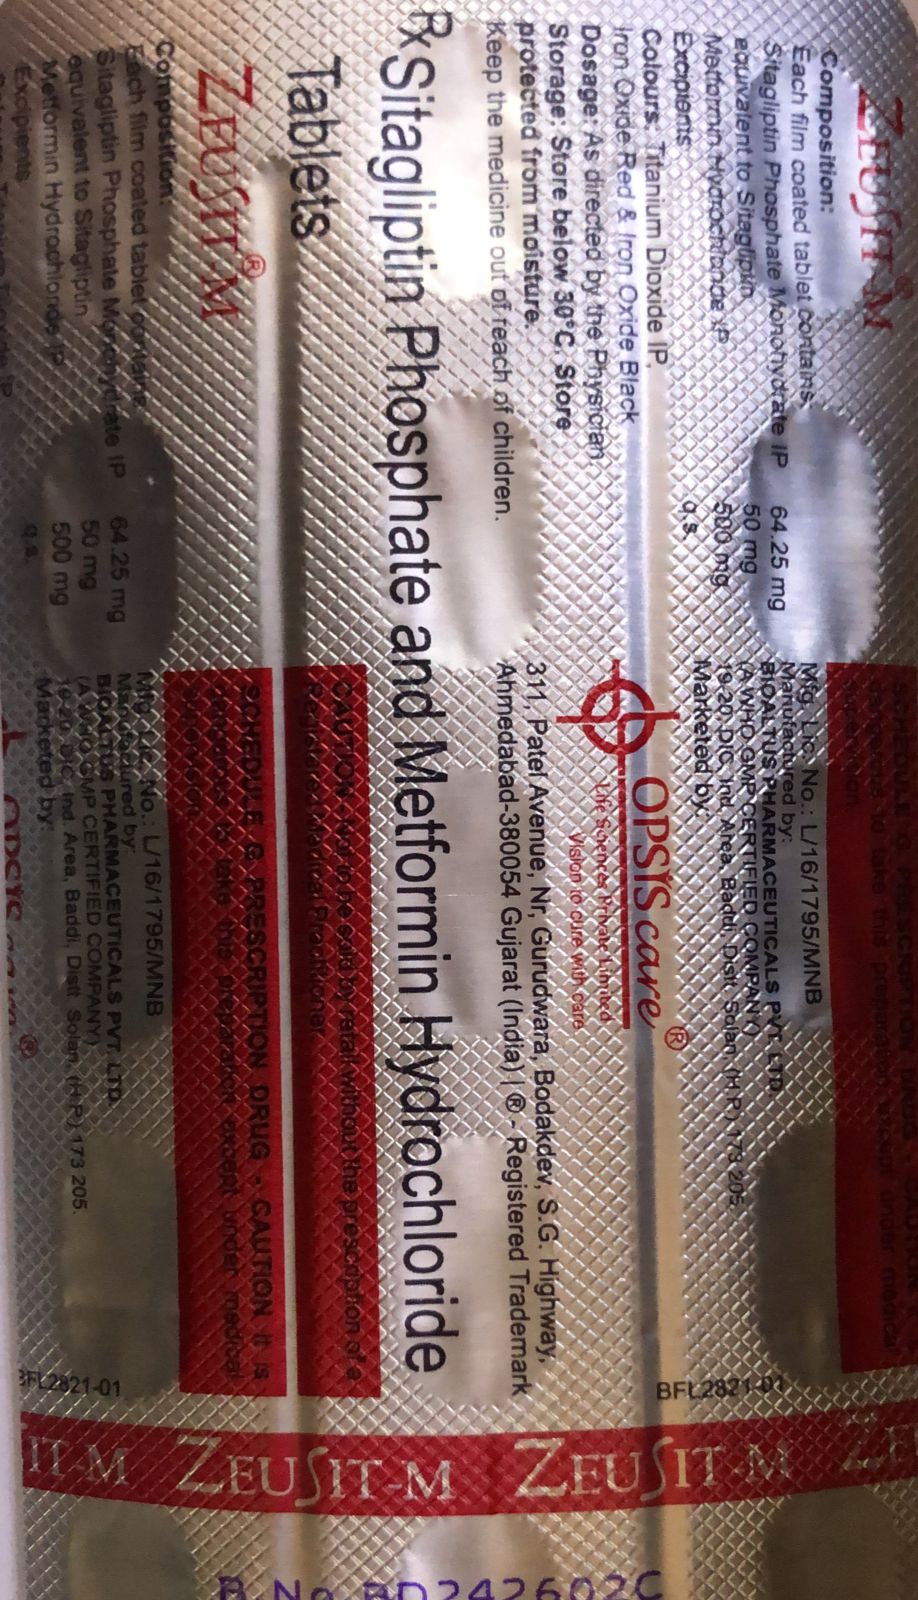 ZEUSIT-M
Composition:
Each film coated tablet contains:
Sitagliptin Phosphate Monohydrate IP 64.25 mg
equivalent to Sitagliptin 50 mg
Metformin Hydrochloride IP 500 mg
Excipients q.s.
Colours: Titanium Dioxide IP,
Iron Oxide Red & Iron Oxide Black
Dosage: As directed by the Physician
Storage: Store below 30°C. Store
protected from moisture.
Keep the medicine out of reach of children.
Mfg. Lic. No.: L/16/1795/MNB
Manufactured by:
BIOALTUS PHARMACEUTICALS PVT. LTD.
(A WHO GMP CERTIFIED COMPANY)
19-20, DIC, Ind. Area, Baddi, Distt. Solan, (H.P.) 173 205.
Marketed by:
OPSIS care®
Life Sciences Private Limited
Vision to cure with care
311, Patel Avenue, Nr. Gurudwara, Bodakdev, S.G. Highway,
Ahmedabad-380054 Gujarat (India) | ® - Registered Trademark
BFL2821-01
Rx Sitagliptin Phosphate and Metformin Hydrochloride
Tablets
CAUTION - Not to be sold by retail without the prescription of a
Registered Medical Practitioner
ZEUSIT-M®
SCHEDULE G PRESCRIPTION DRUG - CAUTION It is
dangerous to take this preparation except under medical
supervision.
Composition:
Each film coated tablet contains:
Sitagliptin Phosphate Monohydrate IP 64.25 mg
equivalent to Sitagliptin 50 mg
Metformin Hydrochloride IP 500 mg
Excipients q.s.
Mfg. Lic. No.: L/16/1795/MNB
Manufactured by:
BIOALTUS PHARMACEUTICALS PVT. LTD.
(A WHO GMP CERTIFIED COMPANY)
19-20, DIC, Ind. Area, Baddi, Distt. Solan, (H.P.) 173 205.
Marketed by:
OPSIS care®
BFL2821-01
ZEUSIT-M
ZEUSIT-M
IT-M
B.No.BD242602C